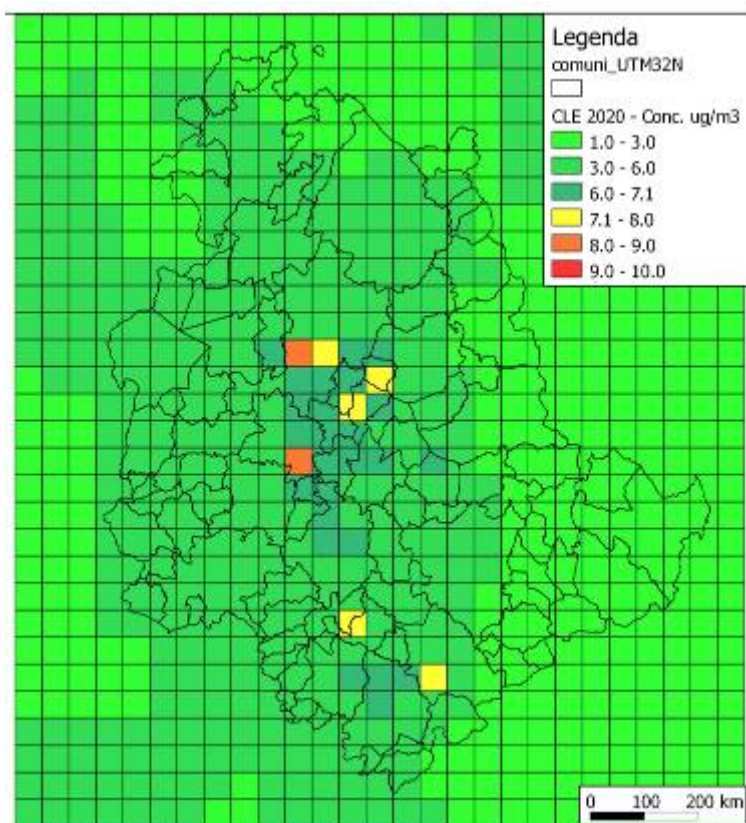 Legenda
comuni_UTM32N
CLE 2020 - Conc. ug/m3
1.0 - 3.0
3.0 - 6.0
6.0 - 7.1
7.1 - 8.0
8.0 - 9.0
9.0 - 10.0
0 100 200 km